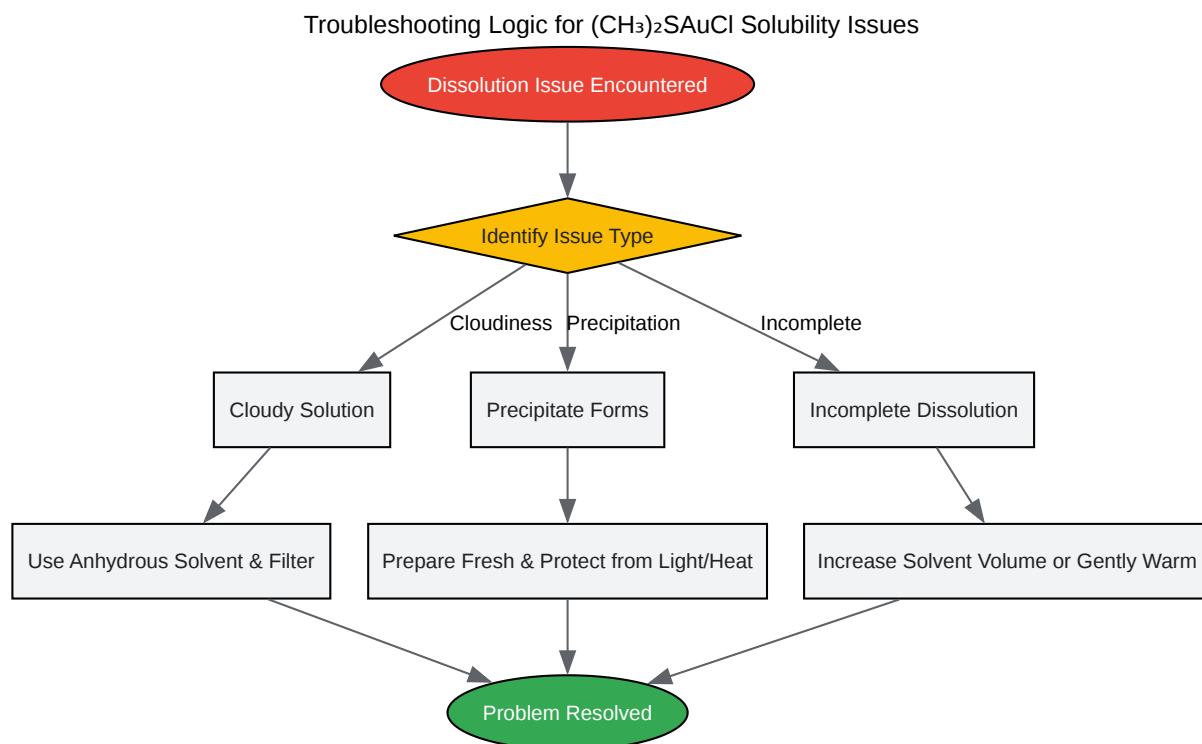 Troubleshooting Logic for (CH₃)₂SAuCl Solubility Issues
Dissolution Issue Encountered
Identify Issue Type
Cloudiness
Precipitation
Incomplete
Cloudy Solution
Precipitate Forms
Incomplete Dissolution
Use Anhydrous Solvent & Filter
Prepare Fresh & Protect from Light/Heat
Increase Solvent Volume or Gently Warm
Problem Resolved